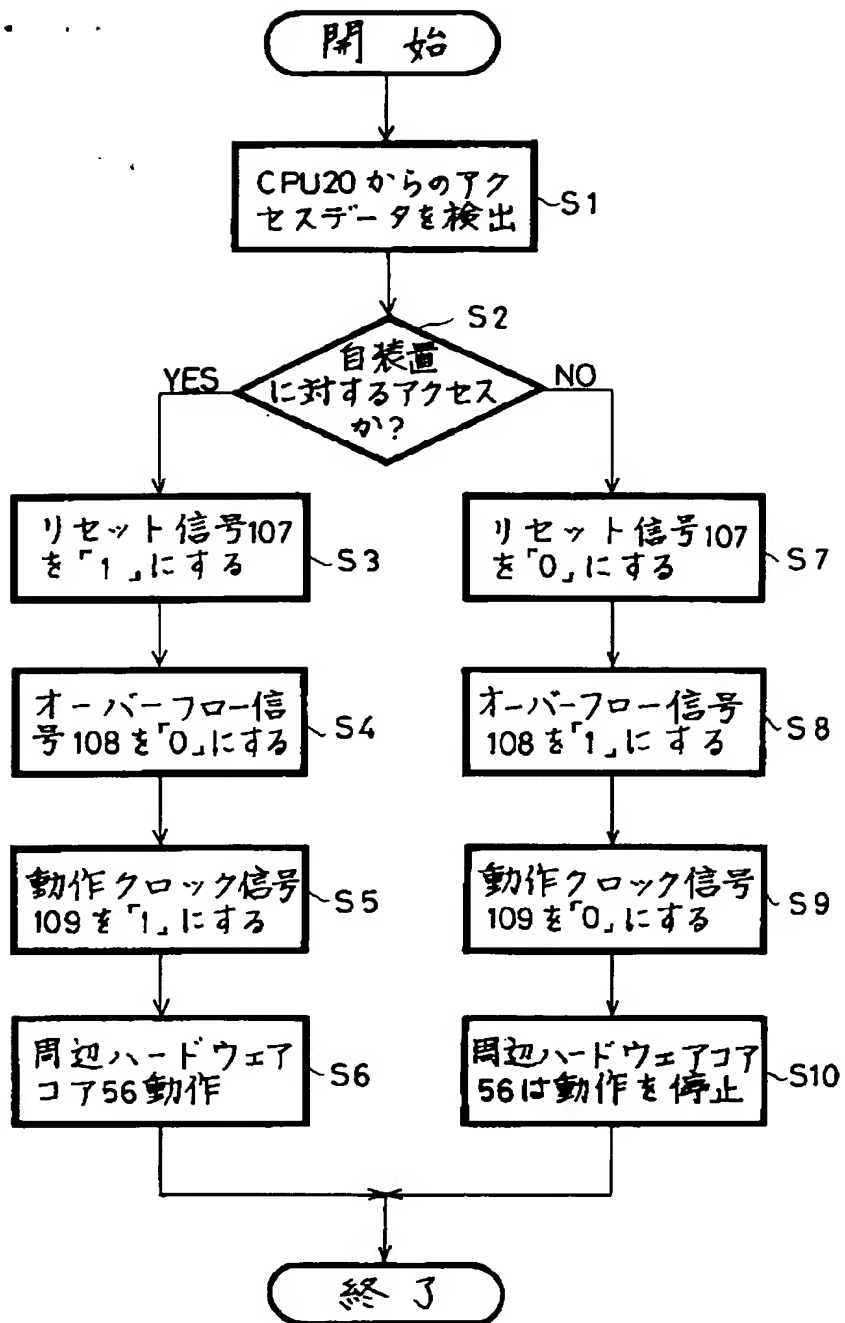 開 始
CPU20からのアク
セスデータを検出
S1
S2
自装置
に対するアクセス
か?
YES
NO
リセット信号107
を「1」にする
S3
オーバーフロー信
号108を「0」にする
S4
動作クロック信号
109を「1」にする
S5
周辺ハードウェア
コア56動作
S6
リセット信号107
を「0」にする
S7
オーバーフロー信号
108を「1」にする
S8
動作クロック信号
109を「0」にする
S9
周辺ハードウェアコア
56は動作を停止
S10
終 了